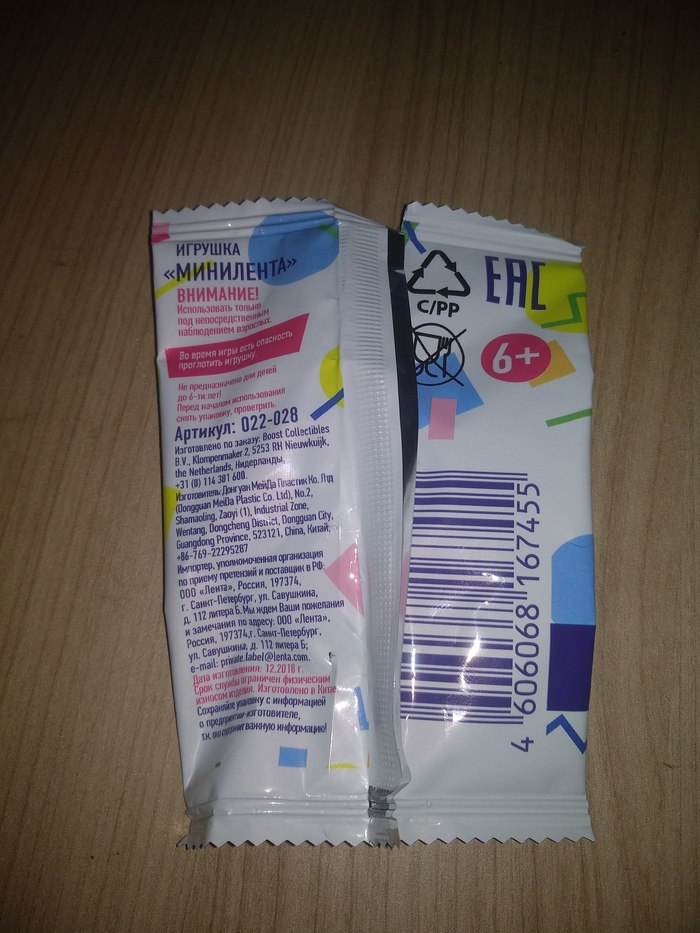 ИГРУШКА
«МИНИЛЕНТА»
ВНИМАНИЕ!
Использовать только
под непосредственным
наблюдением взрослых.
Во время игры есть опасность
проглотить игрушку.
Не предназначено для детей
до 6-ти лет!
Перед началом использования
снять упаковку, проветрить.
Артикул: 022-028
Изготовлено по заказу: Boost Collectibles
B.V., Klompenmaker 2, 5253 RH Nieuwkuijk,
the Netherlands, Нидерланды,
+31 (0) 114 381 600.
Изготовитель: Донгуан МейДа Пластик Ко. Лтд
(Dongguan MeiDa Plastic Co. Ltd), No.2,
Shamaoling, Zaoyi (1), Industrial Zone,
Wentang, Dongcheng District, Dongguan City,
Guangdong Province, 523121, China, Китай,
+86-769-22295287
Импортер, уполномоченная организация
по приему претензий и поставщик в РФ:
ООО «Лента», Россия, 197374,
г. Санкт-Петербург, ул. Савушкина,
д. 112 литера Б. Мы ждем Ваши пожелания
и замечания по адресу: ООО «Лента»,
Россия, 197374,г. Санкт-Петербург,
ул. Савушкина, д. 112 литера Б;
e-mail: private.label@lenta.com.
Дата изготовления: 12.2018 г.
Срок службы ограничен физическим
износом изделия. Изготовлено в Китае
Сохраняйте упаковку с информацией
о предприятии-изготовителе,
т.к. она содержит важную информацию!
C/PP
EAC
6+
4 606068 167455